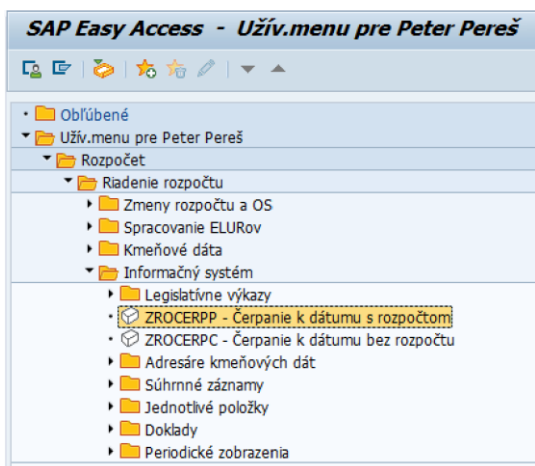 SAP Easy Access - Užív.menu pre Peter Pereš
Obľúbené
Užív.menu pre Peter Pereš
Rozpočet
Riadenie rozpočtu
Zmeny rozpočtu a OS
Spracovanie ELURov
Kmeňové dáta
Informačný systém
Legislatívne výkazy
ZROCERPP - Čerpanie k dátumu s rozpočtom
ZROCERPC - Čerpanie k dátumu bez rozpočtu
Adresáre kmeňových dát
Súhrnné záznamy
Jednotlivé položky
Doklady
Periodické zobrazenia